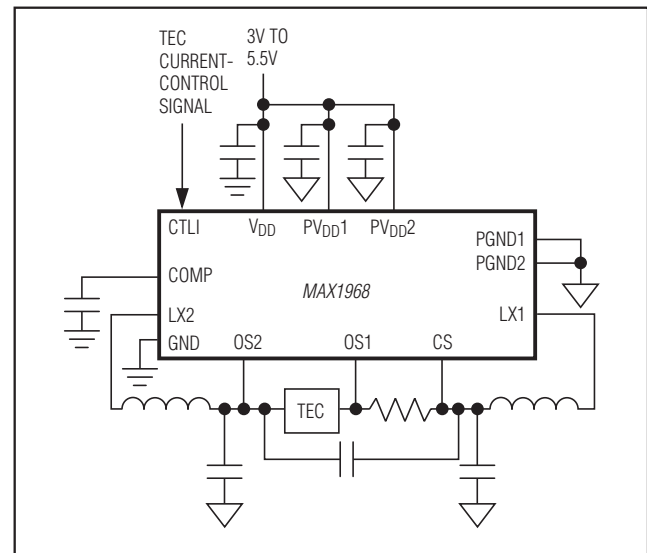 TEC
CURRENT-
CONTROL
SIGNAL
3V TO
5.5V
CTLI
VDD
PVDD1
PVDD2
PGND1
PGND2
COMP
MAX1968
LX2
LX1
GND
OS2
OS1
CS
TEC